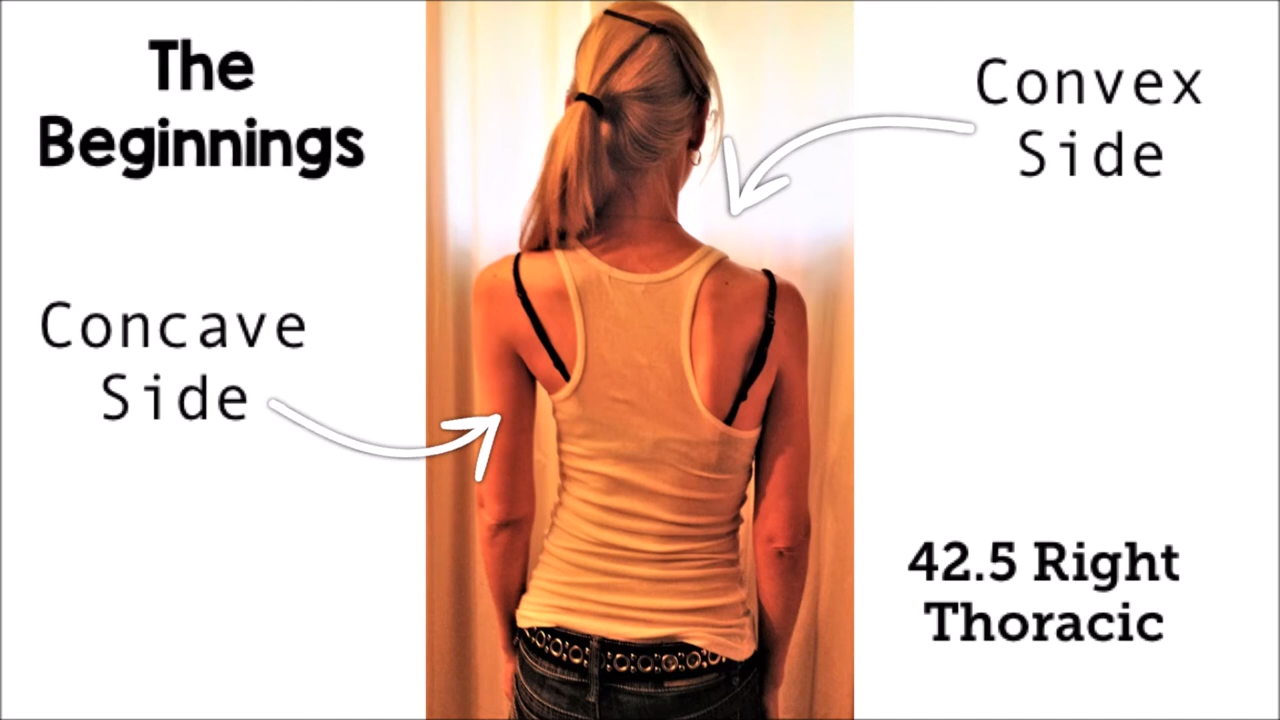 The
Beginnings
Convex
Side
Concave
Side
42.5 Right
Thoracic